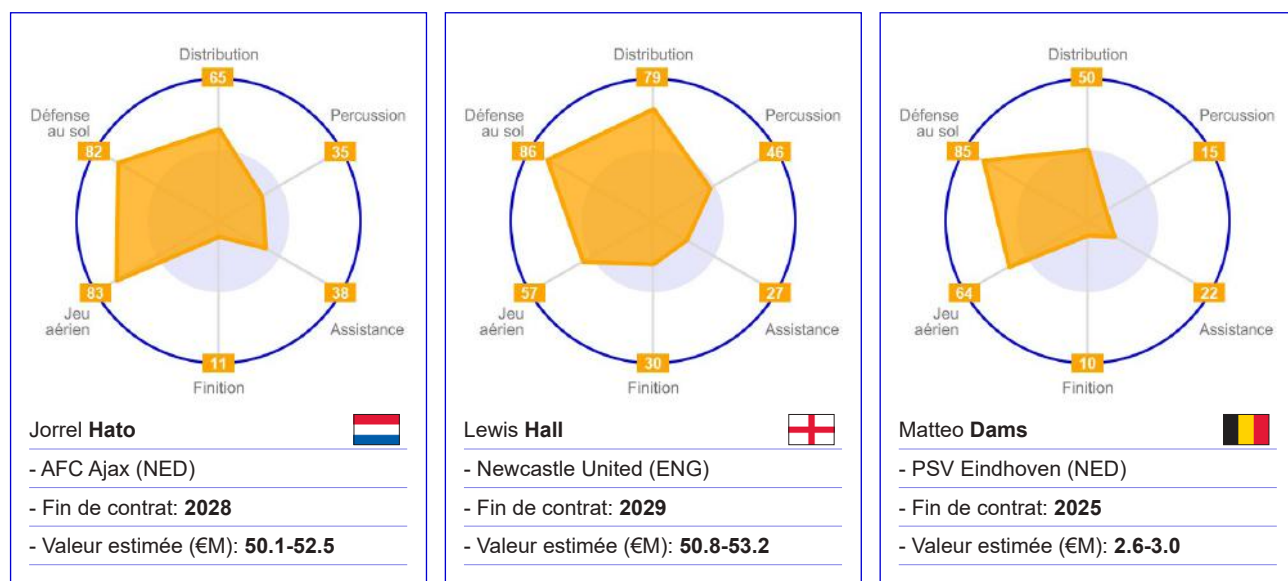 Distribution
65
Défense
au sol
82
Percussion
35
Jeu
aérien
83
38
Assistance
11
Finition
Jorrel Hato
- AFC Ajax (NED)
- Fin de contrat: 2028
- Valeur estimée (€M): 50.1-52.5
Distribution
79
Défense
au sol
86
Percussion
46
57
Jeu
aérien
27
Assistance
30
Finition
Lewis Hall
- Newcastle United (ENG)
- Fin de contrat: 2029
- Valeur estimée (€M): 50.8-53.2
Distribution
50
Défense
au sol
85
Percussion
15
64
Jeu
aérien
22
Assistance
10
Finition
Matteo Dams
- PSV Eindhoven (NED)
- Fin de contrat: 2025
- Valeur estimée (€M): 2.6-3.0